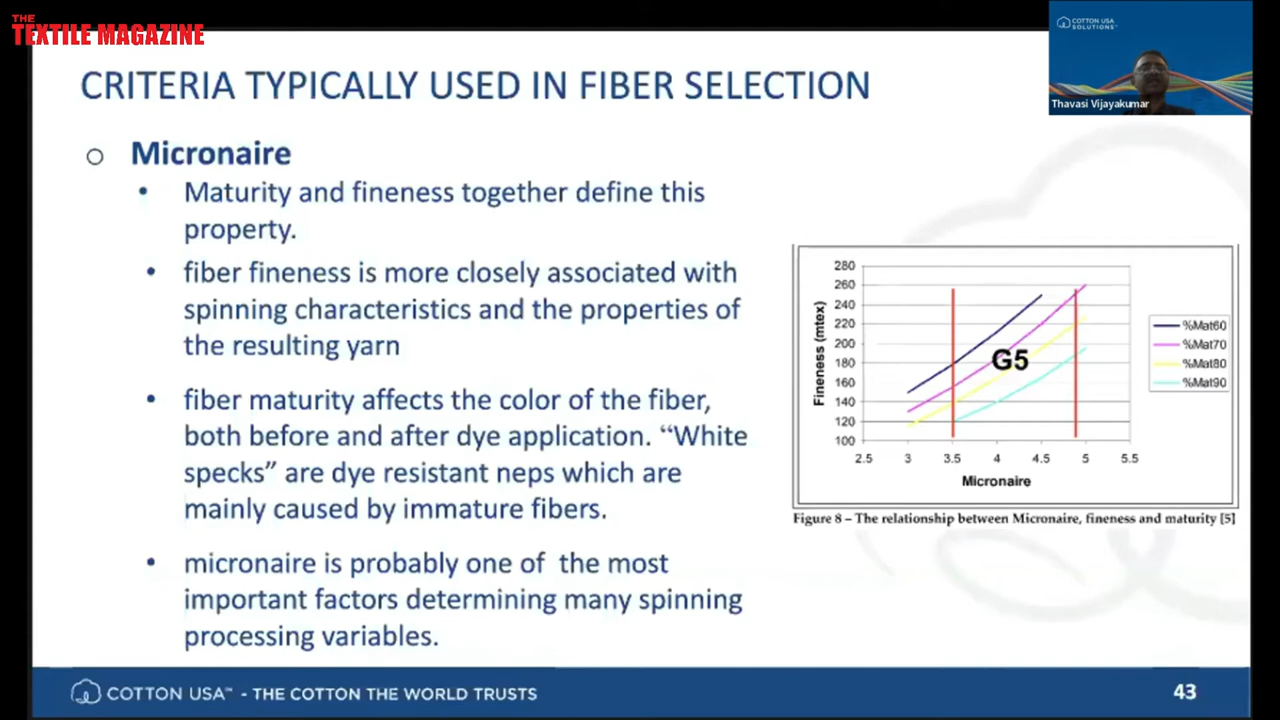 THE
TEXTILE MAGAZINE
COTTON USA
SOLUTIONS™
Thavasi Vijayakumar
CRITERIA TYPICALLY USED IN FIBER SELECTION
Micronaire
Maturity and fineness together define this
property.
fiber fineness is more closely associated with
spinning characteristics and the properties of
the resulting yarn
fiber maturity affects the color of the fiber,
both before and after dye application. “White
specks” are dye resistant neps which are
mainly caused by immature fibers.
micronaire is probably one of the most
important factors determining many spinning
processing variables.
Fineness (mtex)
280
260
240
220
200
180
160
140
120
100
2.5 3 3.5 4 4.5 5 5.5
Micronaire
G5
%Mat60
%Mat70
%Mat80
%Mat90
Figure 8 – The relationship between Micronaire, fineness and maturity [5]
COTTON USA™ - THE COTTON THE WORLD TRUSTS
43